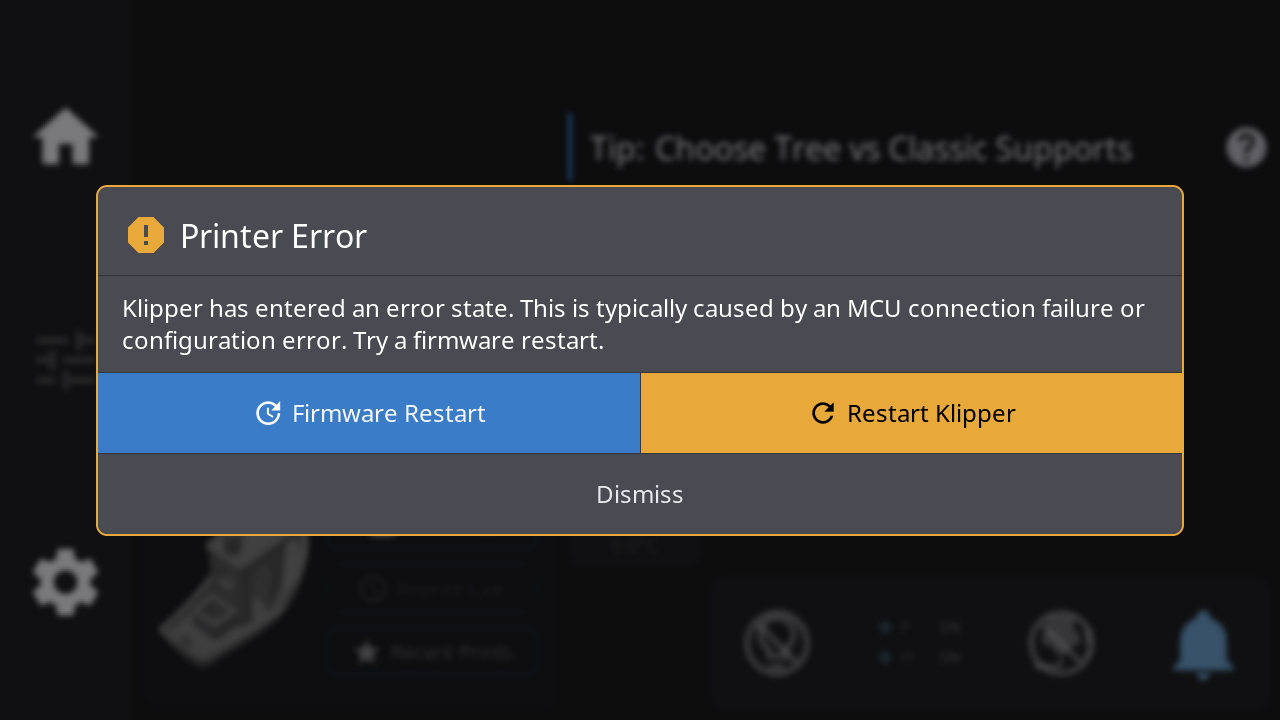 Tip: Choose Tree vs Classic Supports
Printer Error
Klipper has entered an error state. This is typically caused by an MCU connection failure or
configuration error. Try a firmware restart.
Firmware Restart
Restart Klipper
Dismiss
Recent Prints